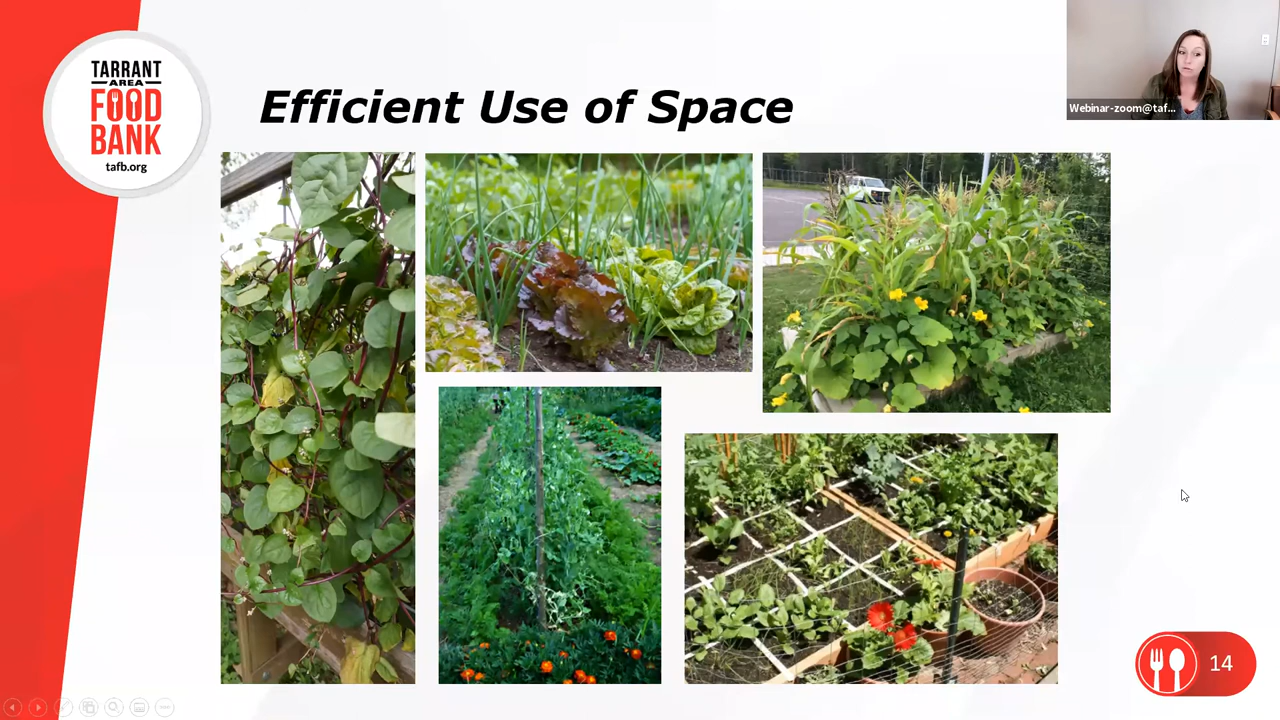 TARRANT
AREA
FOOD
BANK
tafb.org
Efficient Use of Space
Webinar-zoom@taf...
14